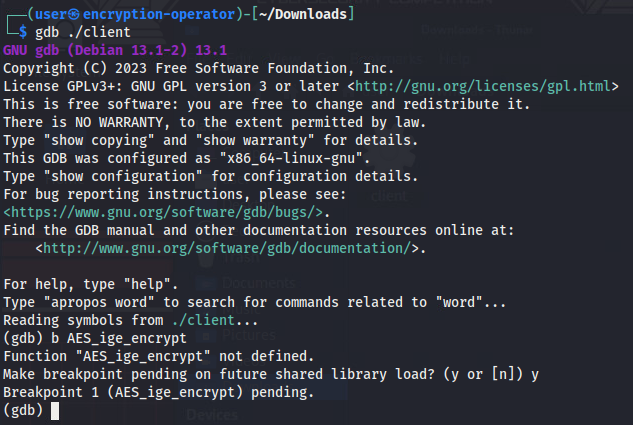 (user㉿encryption-operator)-[~/Downloads]
$ gdb ./client
GNU gdb (Debian 13.1-2) 13.1
Copyright (C) 2023 Free Software Foundation, Inc.
License GPLv3+: GNU GPL version 3 or later <http://gnu.org/licenses/gpl.html>
This is free software: you are free to change and redistribute it.
There is NO WARRANTY, to the extent permitted by law.
Type "show copying" and "show warranty" for details.
This GDB was configured as "x86_64-linux-gnu".
Type "show configuration" for configuration details.
For bug reporting instructions, please see:
<https://www.gnu.org/software/gdb/bugs/>.
Find the GDB manual and other documentation resources online at:
<http://www.gnu.org/software/gdb/documentation/>.
For help, type "help".
Type "apropos word" to search for commands related to "word"...
Reading symbols from ./client...
(gdb) b AES_ige_encrypt
Function "AES_ige_encrypt" not defined.
Make breakpoint pending on future shared library load? (y or [n]) y
Breakpoint 1 (AES_ige_encrypt) pending.
(gdb)
client
Trash
Documents
Pictures
Devices